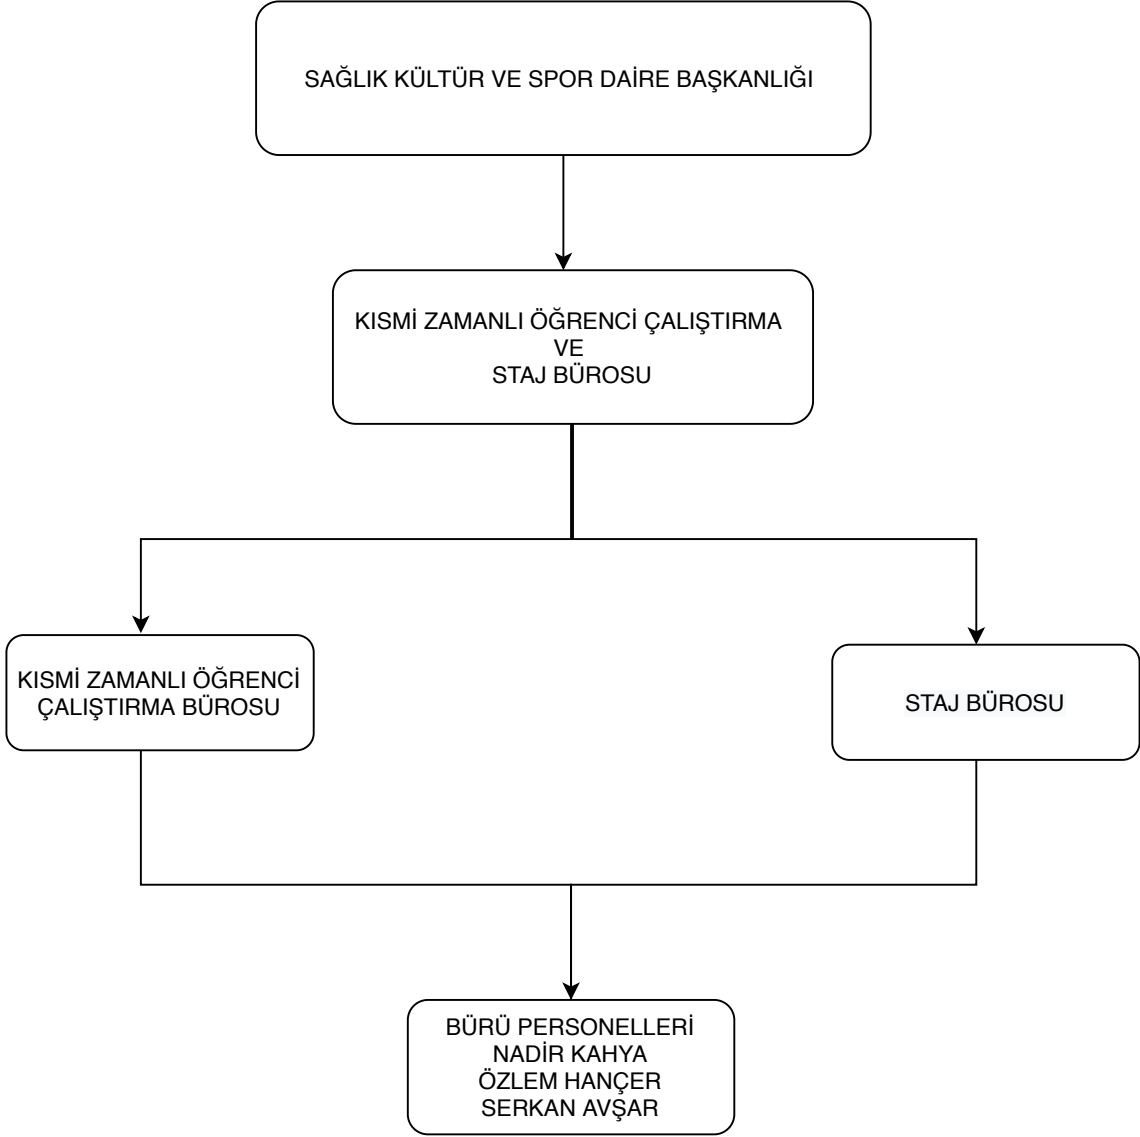 SAĞLIK KÜLTÜR VE SPOR DAİRE BAŞKANLIĞI
KISMİ ZAMANLI ÖĞRENCİ ÇALIŞTIRMA
VE
STAJ BÜROSU
KISMİ ZAMANLI ÖĞRENCİ
ÇALIŞTIRMA BÜROSU
STAJ BÜROSU
BÜRÜ PERSONELLERİ
NADİR KAHYA
ÖZLEM HANÇER
SERKAN AVŞAR